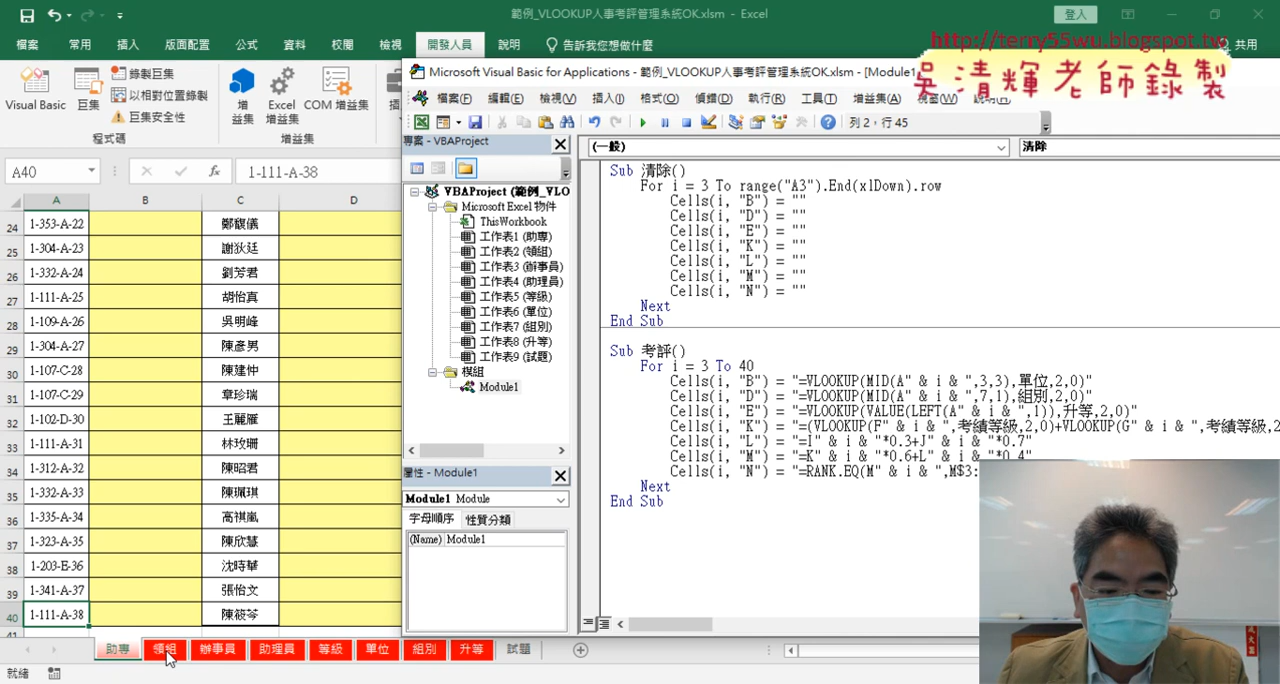 範例_VLOOKUP人事考評管理系統OK.xlsm - Excel
登入
檔案 常用 插入 版面配置 公式 資料 校閱 檢視 開發人員 說明 告訴我您想做什麼 共用
http://terry55wu.blogspot.tw
吳清輝老師錄製
Visual Basic
巨集
錄製巨集
以相對位置錄製
巨集安全性
程式碼
增益集
Excel 增益集
COM 增益集
增益集
A40
1-111-A-38
A B C D
24 1-353-A-22 鄭馥儀
25 1-304-A-23 謝狄廷
26 1-332-A-24 劉芳君
27 1-111-A-25 胡怡真
28 1-109-A-26 吳明峰
29 1-304-A-27 陳彥男
30 1-107-C-28 陳建仲
31 1-107-C-29 章珍瑞
32 1-102-D-30 王麗雁
33 1-111-A-31 林玫珊
34 1-312-A-32 陳昭君
35 1-332-A-33 陳珮琪
36 1-335-A-34 高祺嵐
37 1-323-A-35 陳欣慧
38 1-203-E-36 沈時華
39 1-341-A-37 張怡文
40 1-111-A-38 陳筱芩
助專 領組 辦事員 助理員 等級 單位 組別 升等 試題
就緒
Microsoft Visual Basic for Applications - 範例_VLOOKUP人事考評管理系統OK.xlsm - [Module1
檔案(F) 編輯(E) 檢視(V) 插入(I) 格式(O) 偵錯(D) 執行(R) 工具(T) 增益集(A) 視窗(W) 說明(H)
列 2，行 45
專案 - VBAProject
VBAProject (範例_VLO
Microsoft Excel 物件
ThisWorkbook
工作表1 (助專)
工作表2 (領組)
工作表3 (辦事員)
工作表4 (助理員)
工作表5 (等級)
工作表6 (單位)
工作表7 (組別)
工作表8 (升等)
工作表9 (試題)
模組
Module1
屬性 - Module1
Module1 Module
字母順序 性質分類
(Name) Module1
(一般) 清除
Sub 清除()
For i = 3 To range("A3").End(xlDown).row
Cells(i, "B") = ""
Cells(i, "D") = ""
Cells(i, "E") = ""
Cells(i, "K") = ""
Cells(i, "L") = ""
Cells(i, "M") = ""
Cells(i, "N") = ""
Next
End Sub
Sub 考評()
For i = 3 To 40
Cells(i, "B") = "=VLOOKUP(MID(A" & i & ",3,3),單位,2,0)"
Cells(i, "D") = "=VLOOKUP(MID(A" & i & ",7,1),組別,2,0)"
Cells(i, "E") = "=VLOOKUP(VALUE(LEFT(A" & i & ",1)),升等,2,0)"
Cells(i, "K") = "=(VLOOKUP(F" & i & ",考績等級,2,0)+VLOOKUP(G" & i & ",考績等級,2
Cells(i, "L") = "=I" & i & "*0.3+J" & i & "*0.7"
Cells(i, "M") = "=K" & i & "*0.6+L" & i & "*0.4"
Cells(i, "N") = "=RANK.EQ(M" & i & ",M$3:
Next
End Sub